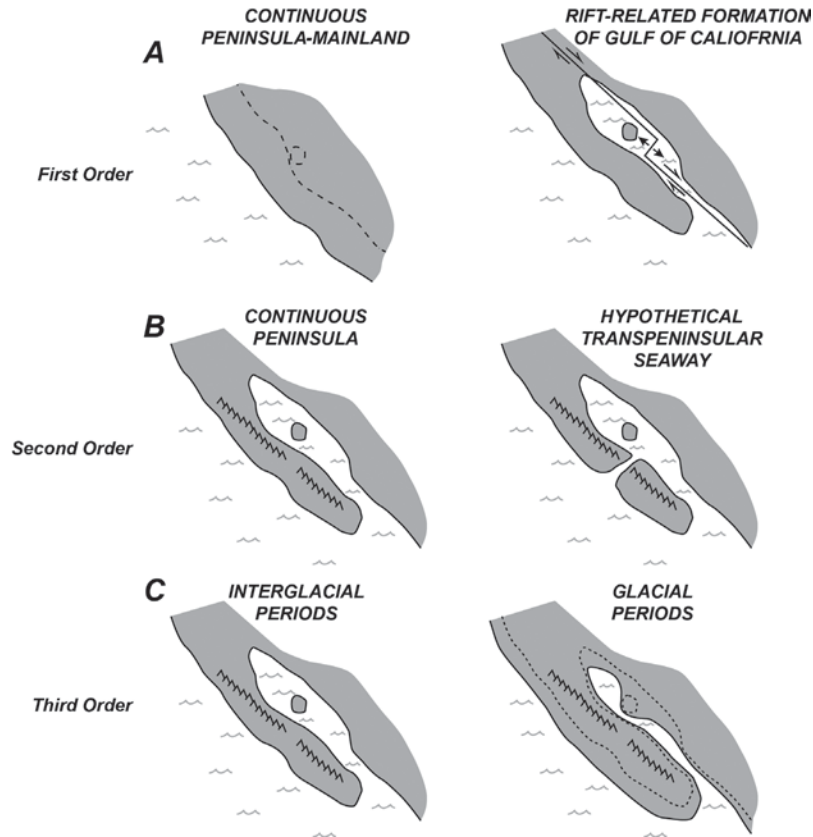 A
CONTINUOUS
PENINSULA-MAINLAND
RIFT-RELATED FORMATION
OF GULF OF CALIOFRNIA
First Order
B
CONTINUOUS
PENINSULA
HYPOTHETICAL
TRANSPENINSULAR
SEAWAY
Second Order
C
INTERGLACIAL
PERIODS
GLACIAL
PERIODS
Third Order